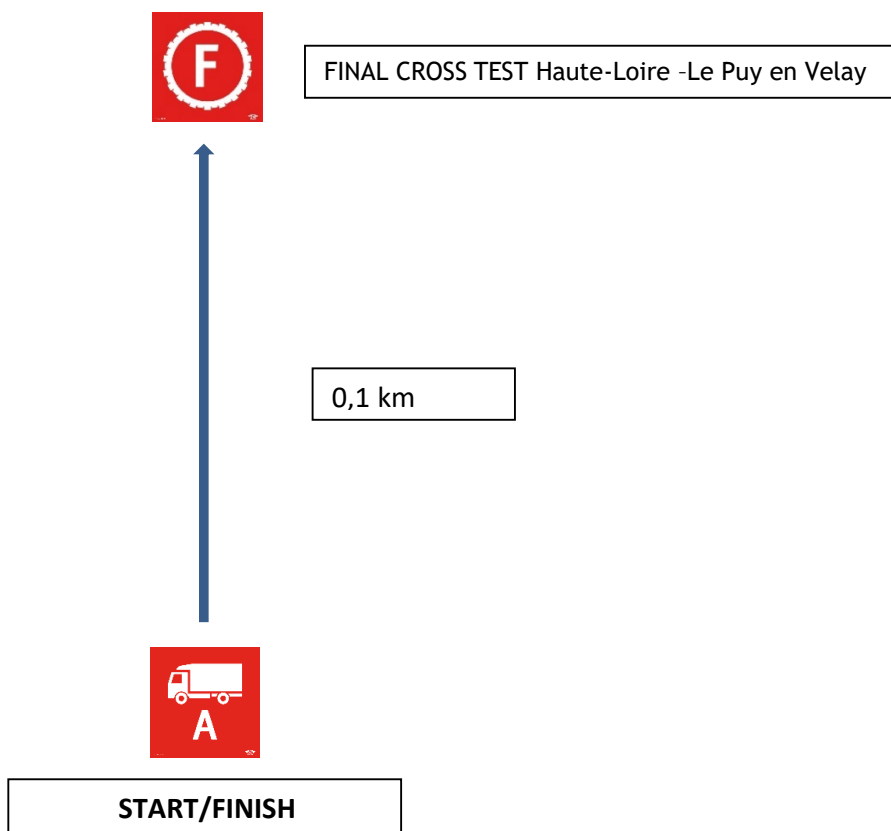 F
FINAL CROSS TEST Haute-Loire -Le Puy en Velay
0,1 km
A
START/FINISH